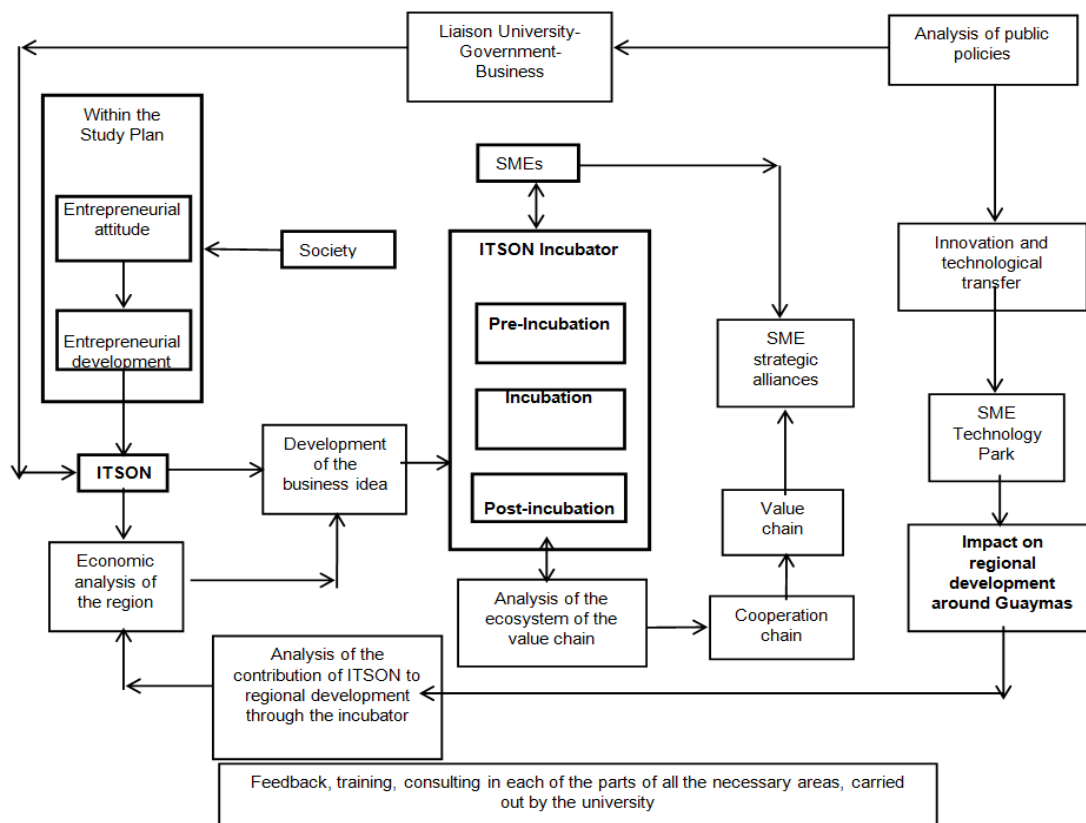 Liaison University-
Government-
Business
Analysis of public
policies
Within the
Study Plan
SMEs
Entrepreneurial
attitude
Society
ITSON Incubator
Innovation and
technological
transfer
Pre-Incubation
Entrepreneurial
development
SME
strategic
alliances
Incubation
SME
Technology
Park
Development
of the
business idea
ITSON
Post-incubation
Value
chain
Economic
analysis of
the region
Impact on
regional
development
around Guaymas
Analysis of the
ecosystem of the
value chain
Cooperation
chain
Analysis of the
contribution of ITSON to
regional development
through the incubator
Feedback, training, consulting in each of the parts of all the necessary areas, carried
out by the university